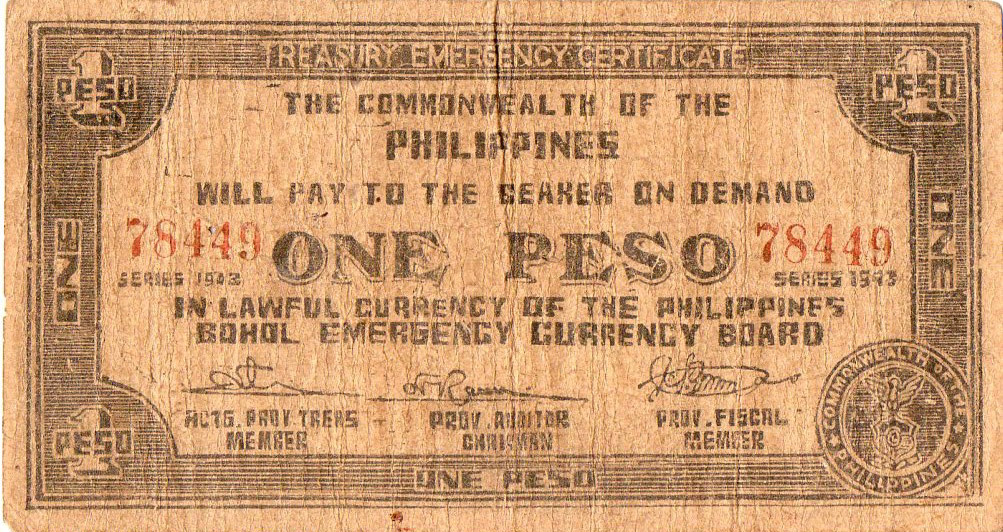 TREASURY EMERGENCY CERTIFICATE
1 PESO
1 PESO
THE COMMONWEALTH OF THE
PHILIPPINES
WILL PAY TO THE BEARER ON DEMAND
78449 ONE PESO 78449
SERIES 1943
SERIES 1943
ONE
ONE
IN LAWFUL CURRENCY OF THE PHILIPPINES
BOHOL EMERGENCY CURRENCY BOARD
ACTG. PROV TREAS
MEMBER
PROV. AUDITOR
CHAIRMAN
PROV. FISCAL
MEMBER
1 PESO
COMMONWEALTH OF THE
PHILIPPINES
ONE PESO